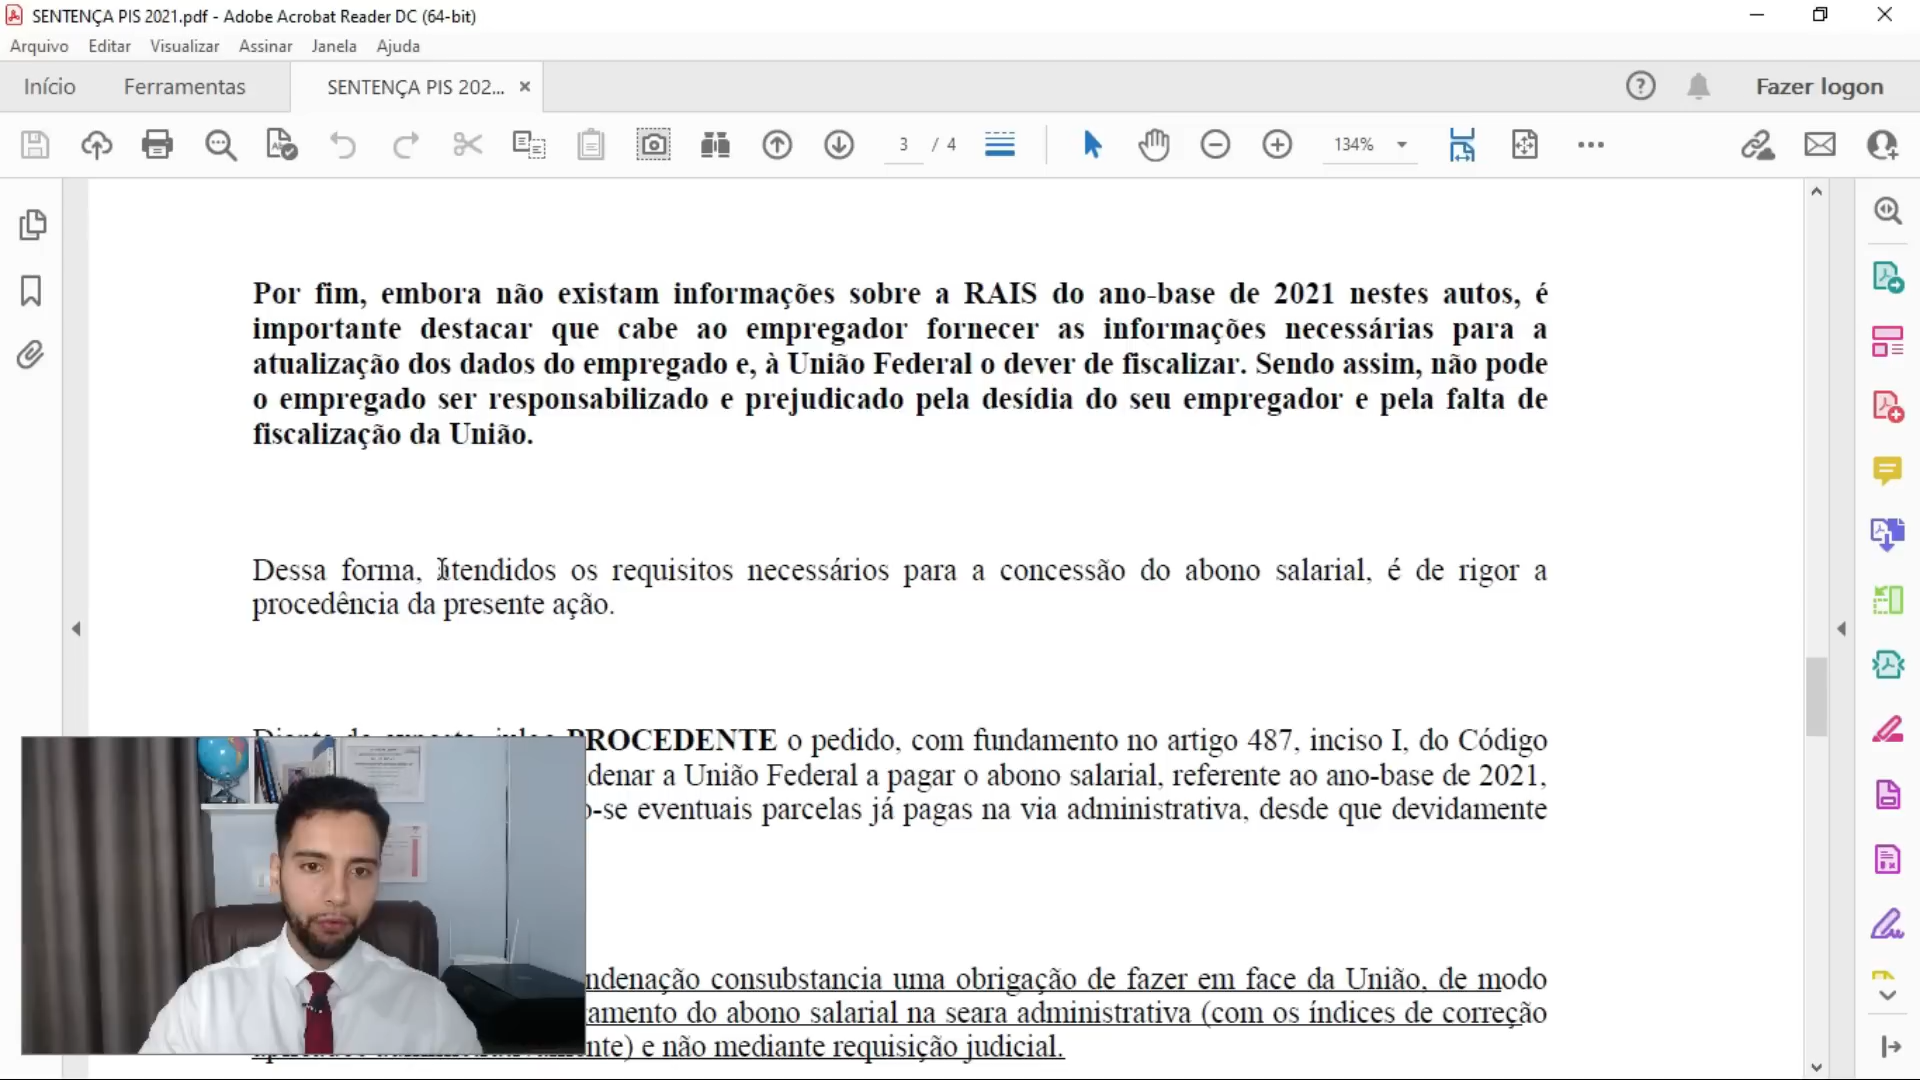 SENTENÇA PIS 2021.pdf - Adobe Acrobat Reader DC (64-bit)
Arquivo Editar Visualizar Assinar Janela Ajuda
Início Ferramentas SENTENÇA PIS 202... Fazer logon
3 / 4 134%
Por fim, embora não existam informações sobre a RAIS do ano-base de 2021 nestes autos, é
importante destacar que cabe ao empregador fornecer as informações necessárias para a
atualização dos dados do empregado e, à União Federal o dever de fiscalizar. Sendo assim, não pode
o empregado ser responsabilizado e prejudicado pela desídia do seu empregador e pela falta de
fiscalização da União.
Dessa forma, atendidos os requisitos necessários para a concessão do abono salarial, é de rigor a
procedência da presente ação.
PROCEDENTE o pedido, com fundamento no artigo 487, inciso I, do Código
denar a União Federal a pagar o abono salarial, referente ao ano-base de 2021,
o-se eventuais parcelas já pagas na via administrativa, desde que devidamente
ndenação consubstancia uma obrigação de fazer em face da União, de modo
amento do abono salarial na seara administrativa (com os índices de correção
nte) e não mediante requisição judicial.